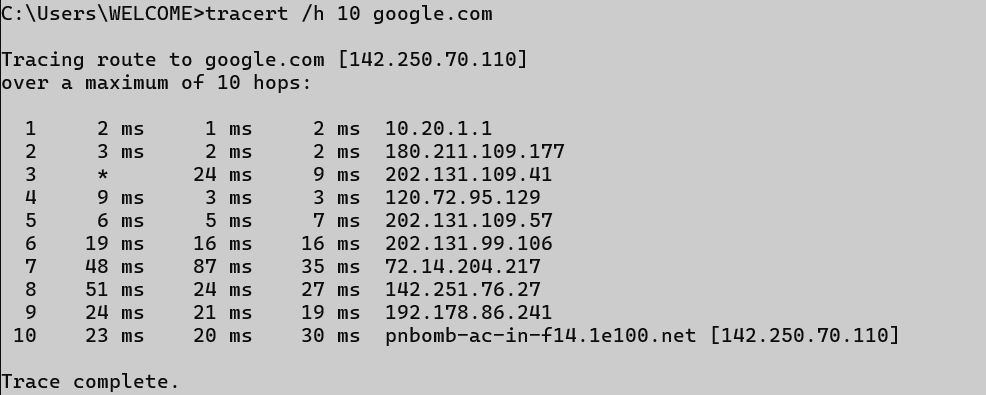 C:\Users\WELCOME>tracert /h 10 google.com
Tracing route to google.com [142.250.70.110]
over a maximum of 10 hops:
1 2 ms 1 ms 2 ms 10.20.1.1
2 3 ms 2 ms 2 ms 180.211.109.177
3 * 24 ms 9 ms 202.131.109.41
4 9 ms 3 ms 3 ms 120.72.95.129
5 6 ms 5 ms 7 ms 202.131.109.57
6 19 ms 16 ms 16 ms 202.131.99.106
7 48 ms 87 ms 35 ms 72.14.204.217
8 51 ms 24 ms 27 ms 142.251.76.27
9 24 ms 21 ms 19 ms 192.178.86.241
10 23 ms 20 ms 30 ms pnbomb-ac-in-f14.1e100.net [142.250.70.110]
Trace complete.